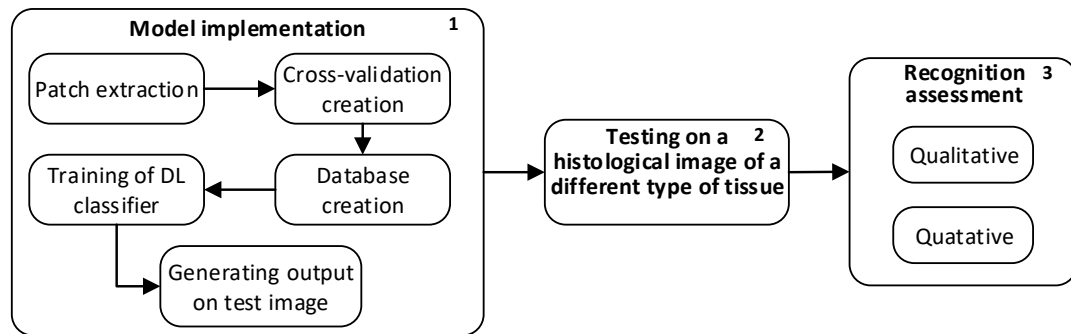 Model implementation 1
Patch extraction
Cross-validation
creation
Database
creation
Training of DL
classifier
Generating output
on test image
Testing on a 2
histological image of a
different type of tissue
Recognition 3
assessment
Qualitative
Quatative